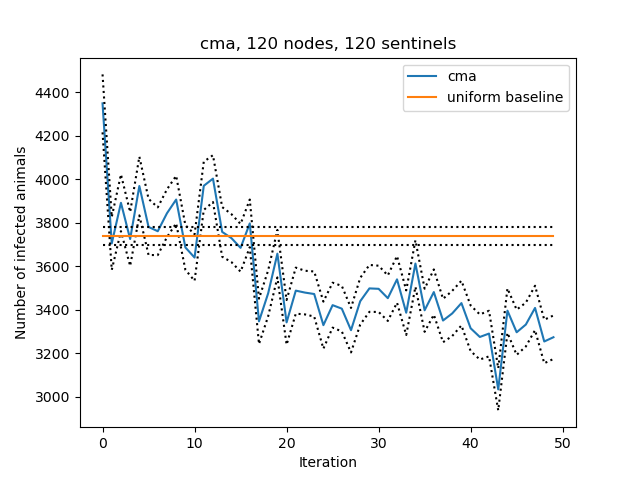 cma, 120 nodes, 120 sentinels
cma
uniform baseline
Number of infected animals
4400
4200
4000
3800
3600
3400
3200
3000
0 10 20 30 40 50
Iteration